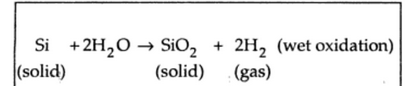 Si + 2H₂O → SiO₂ + 2H₂ (wet oxidation)
(solid) (solid) (gas)